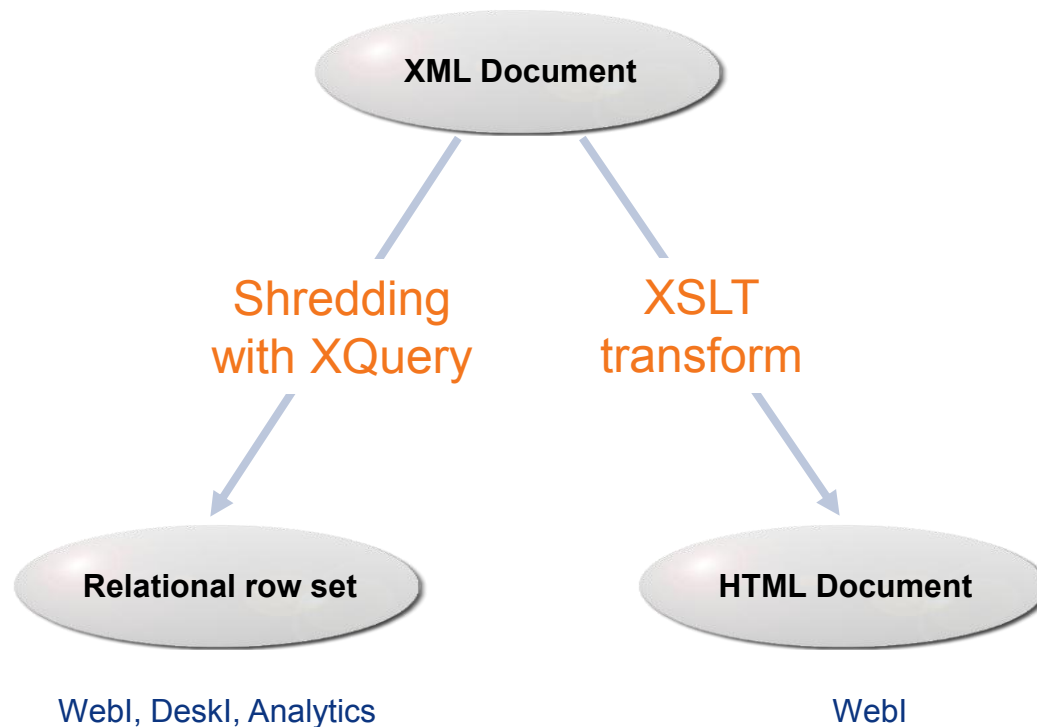 XML Document
Shredding
with XQuery
XSLT
transform
Relational row set
HTML Document
WebI, DeskI, Analytics
WebI